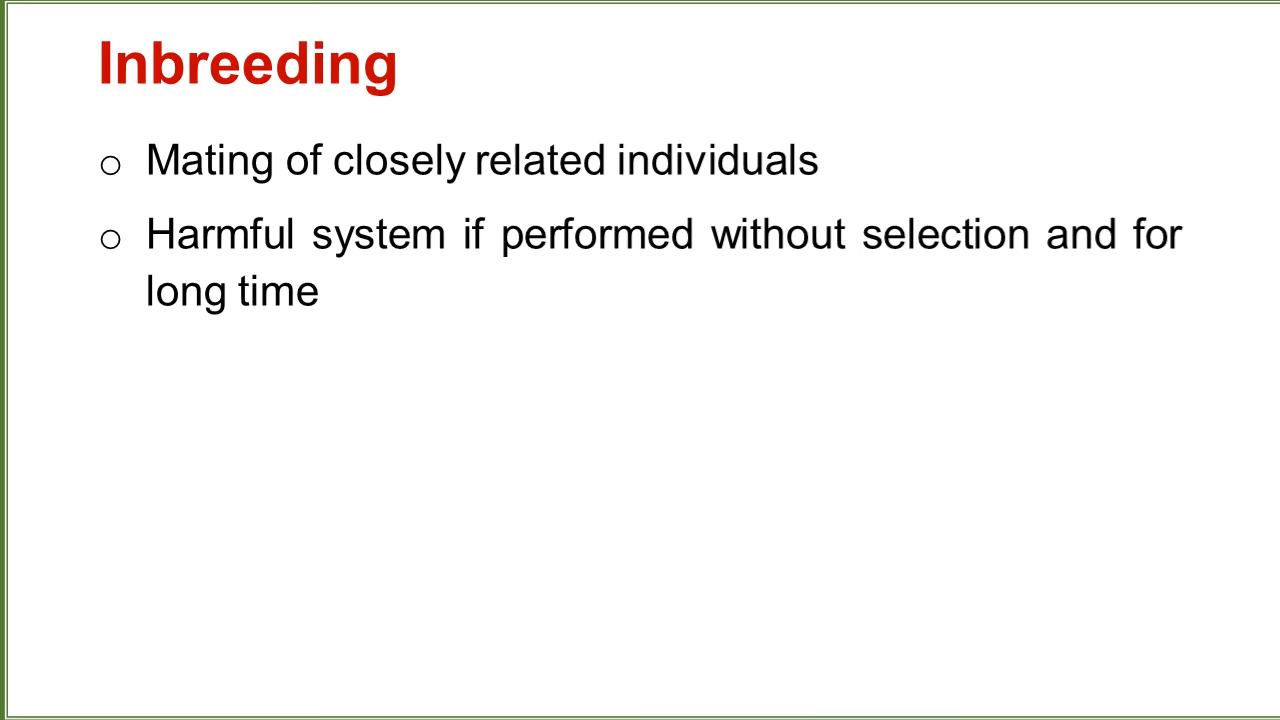 Inbreeding
o Mating of closely related individuals
o Harmful system if performed without selection and for
long time